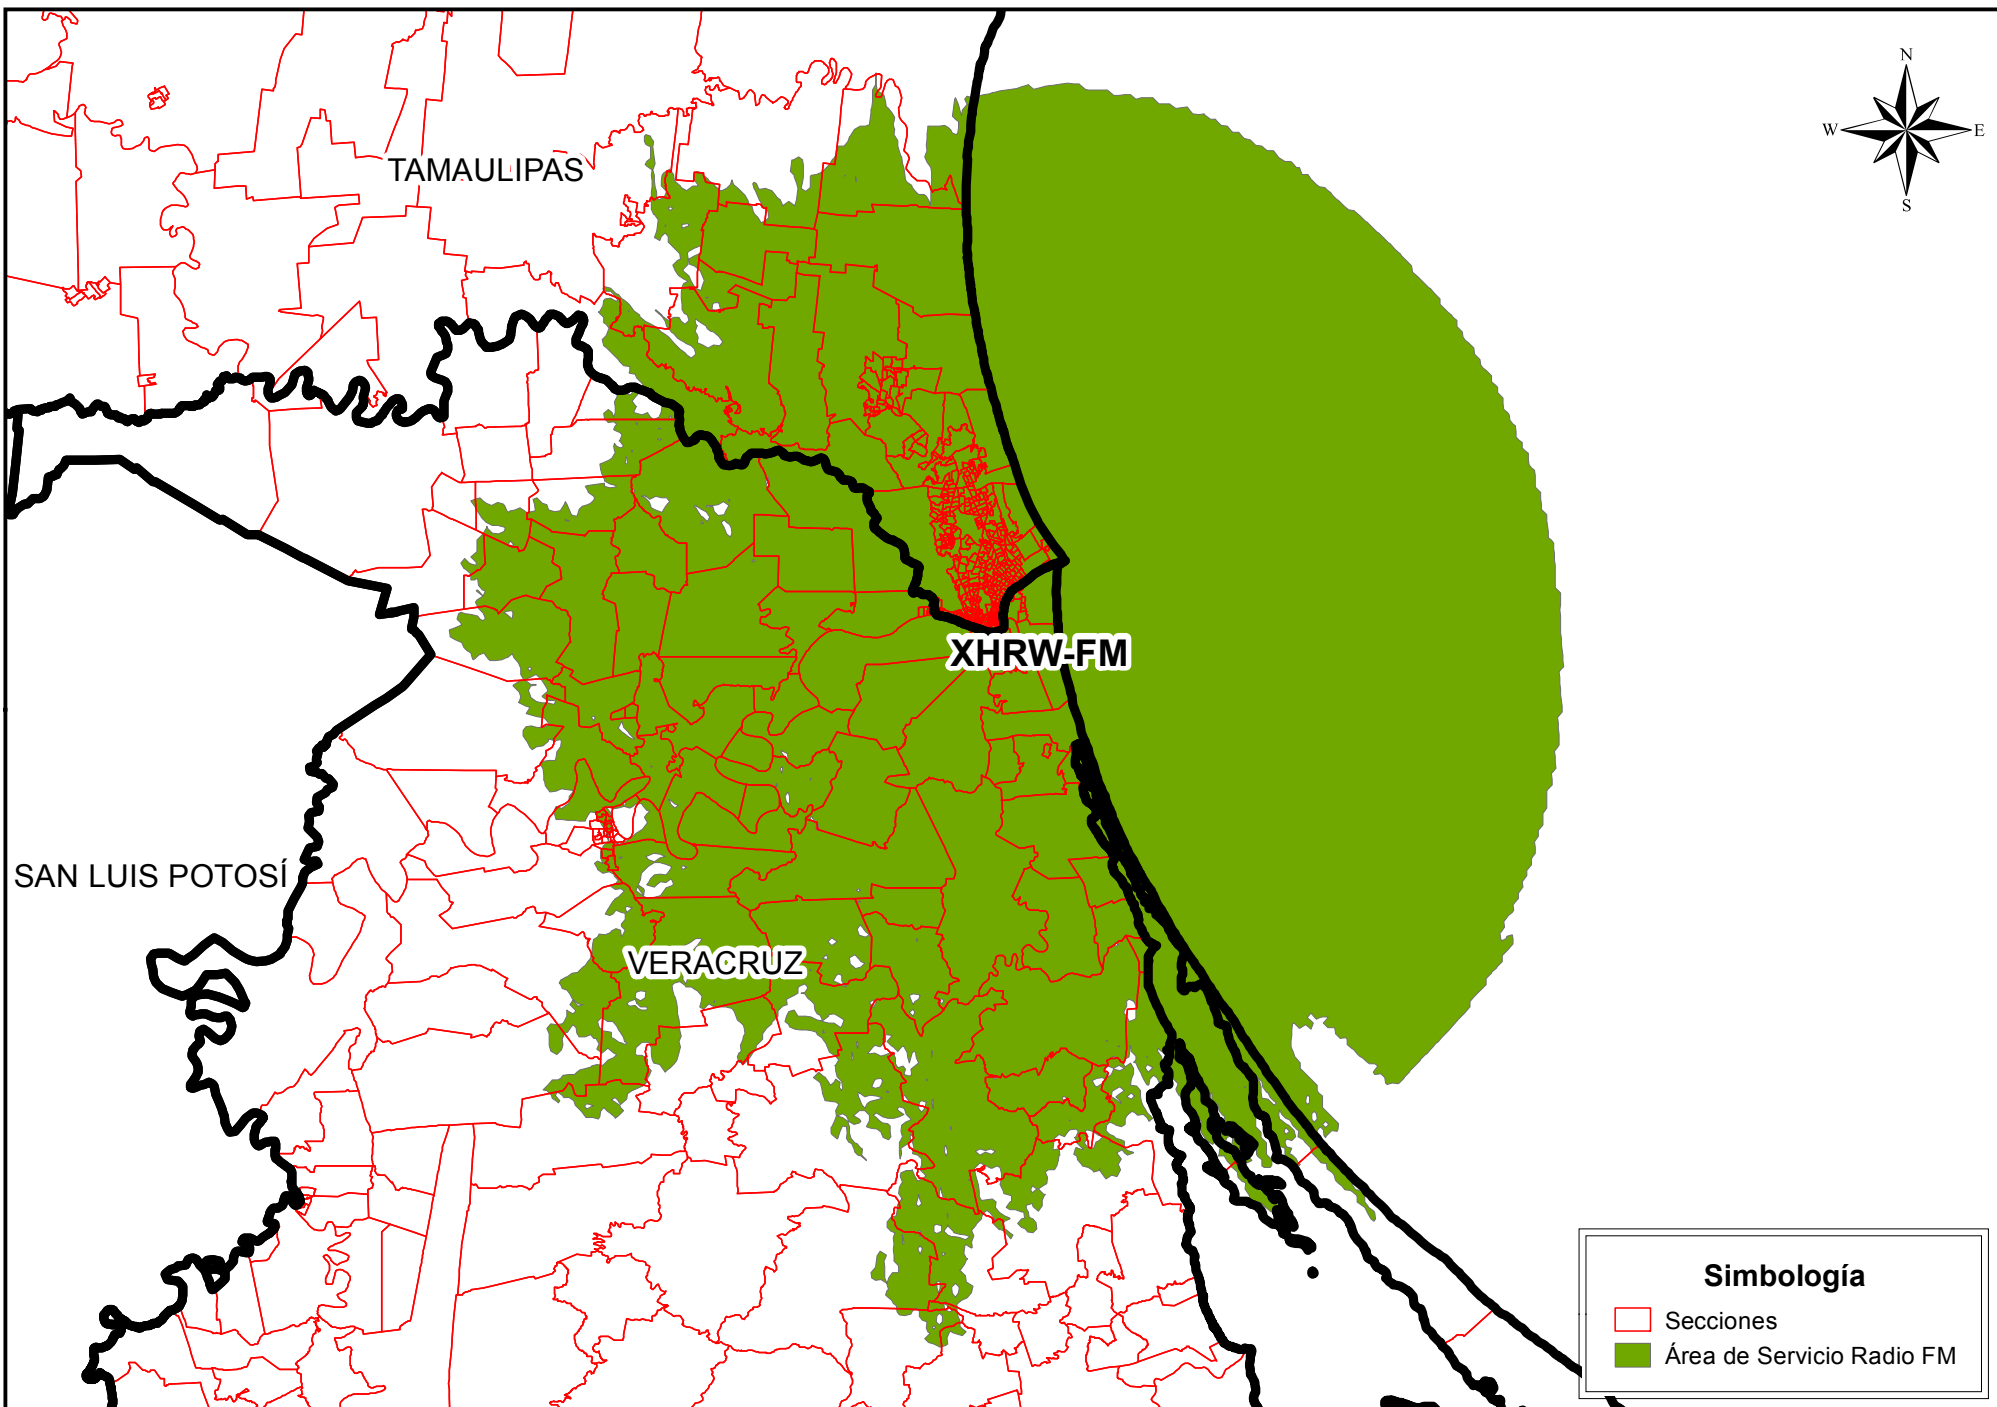 N
W E
S
TAMAULIPAS
XHRW-FM
SAN LUIS POTOSÍ
VERACRUZ
Simbología
Secciones
Área de Servicio Radio FM